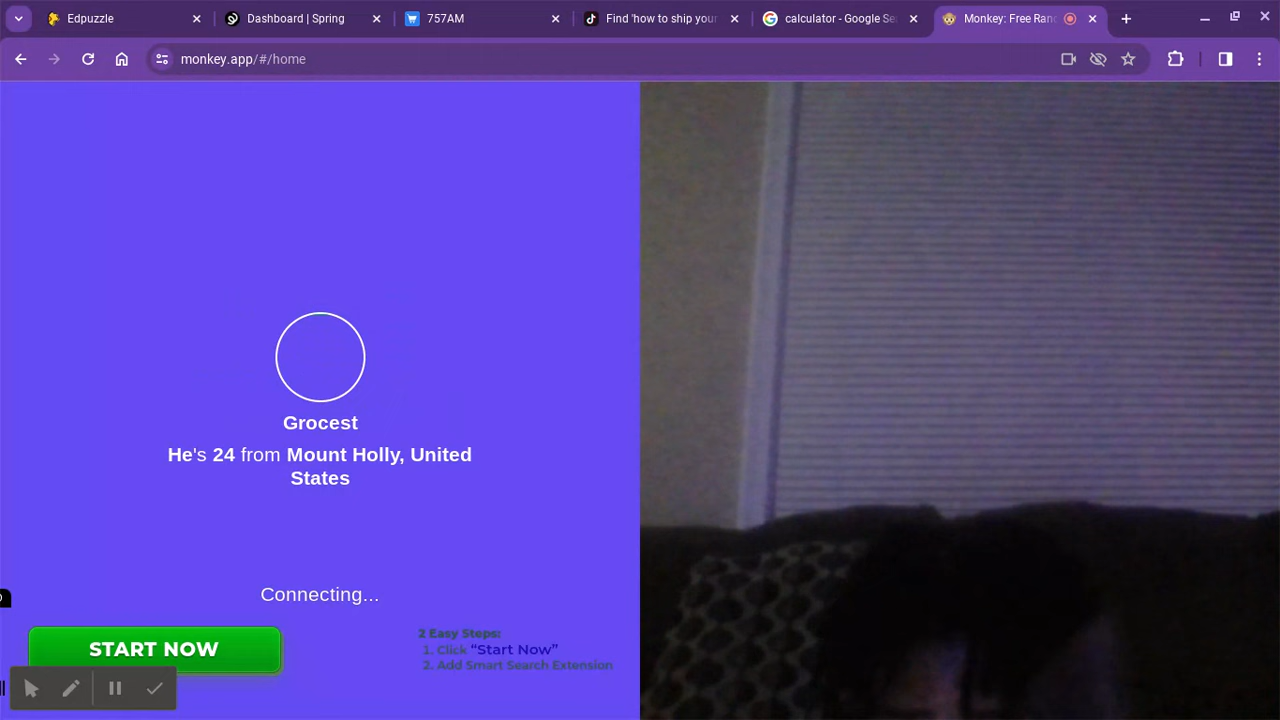 Edpuzzle
Dashboard | Spring
757AM
Find 'how to ship your
calculator - Google Se
Monkey: Free Ran
monkey.app/#/home
Grocest
He's 24 from Mount Holly, United
States
Connecting...
START NOW
2 Easy Steps:
1. Click “Start Now”
2. Add Smart Search Extension